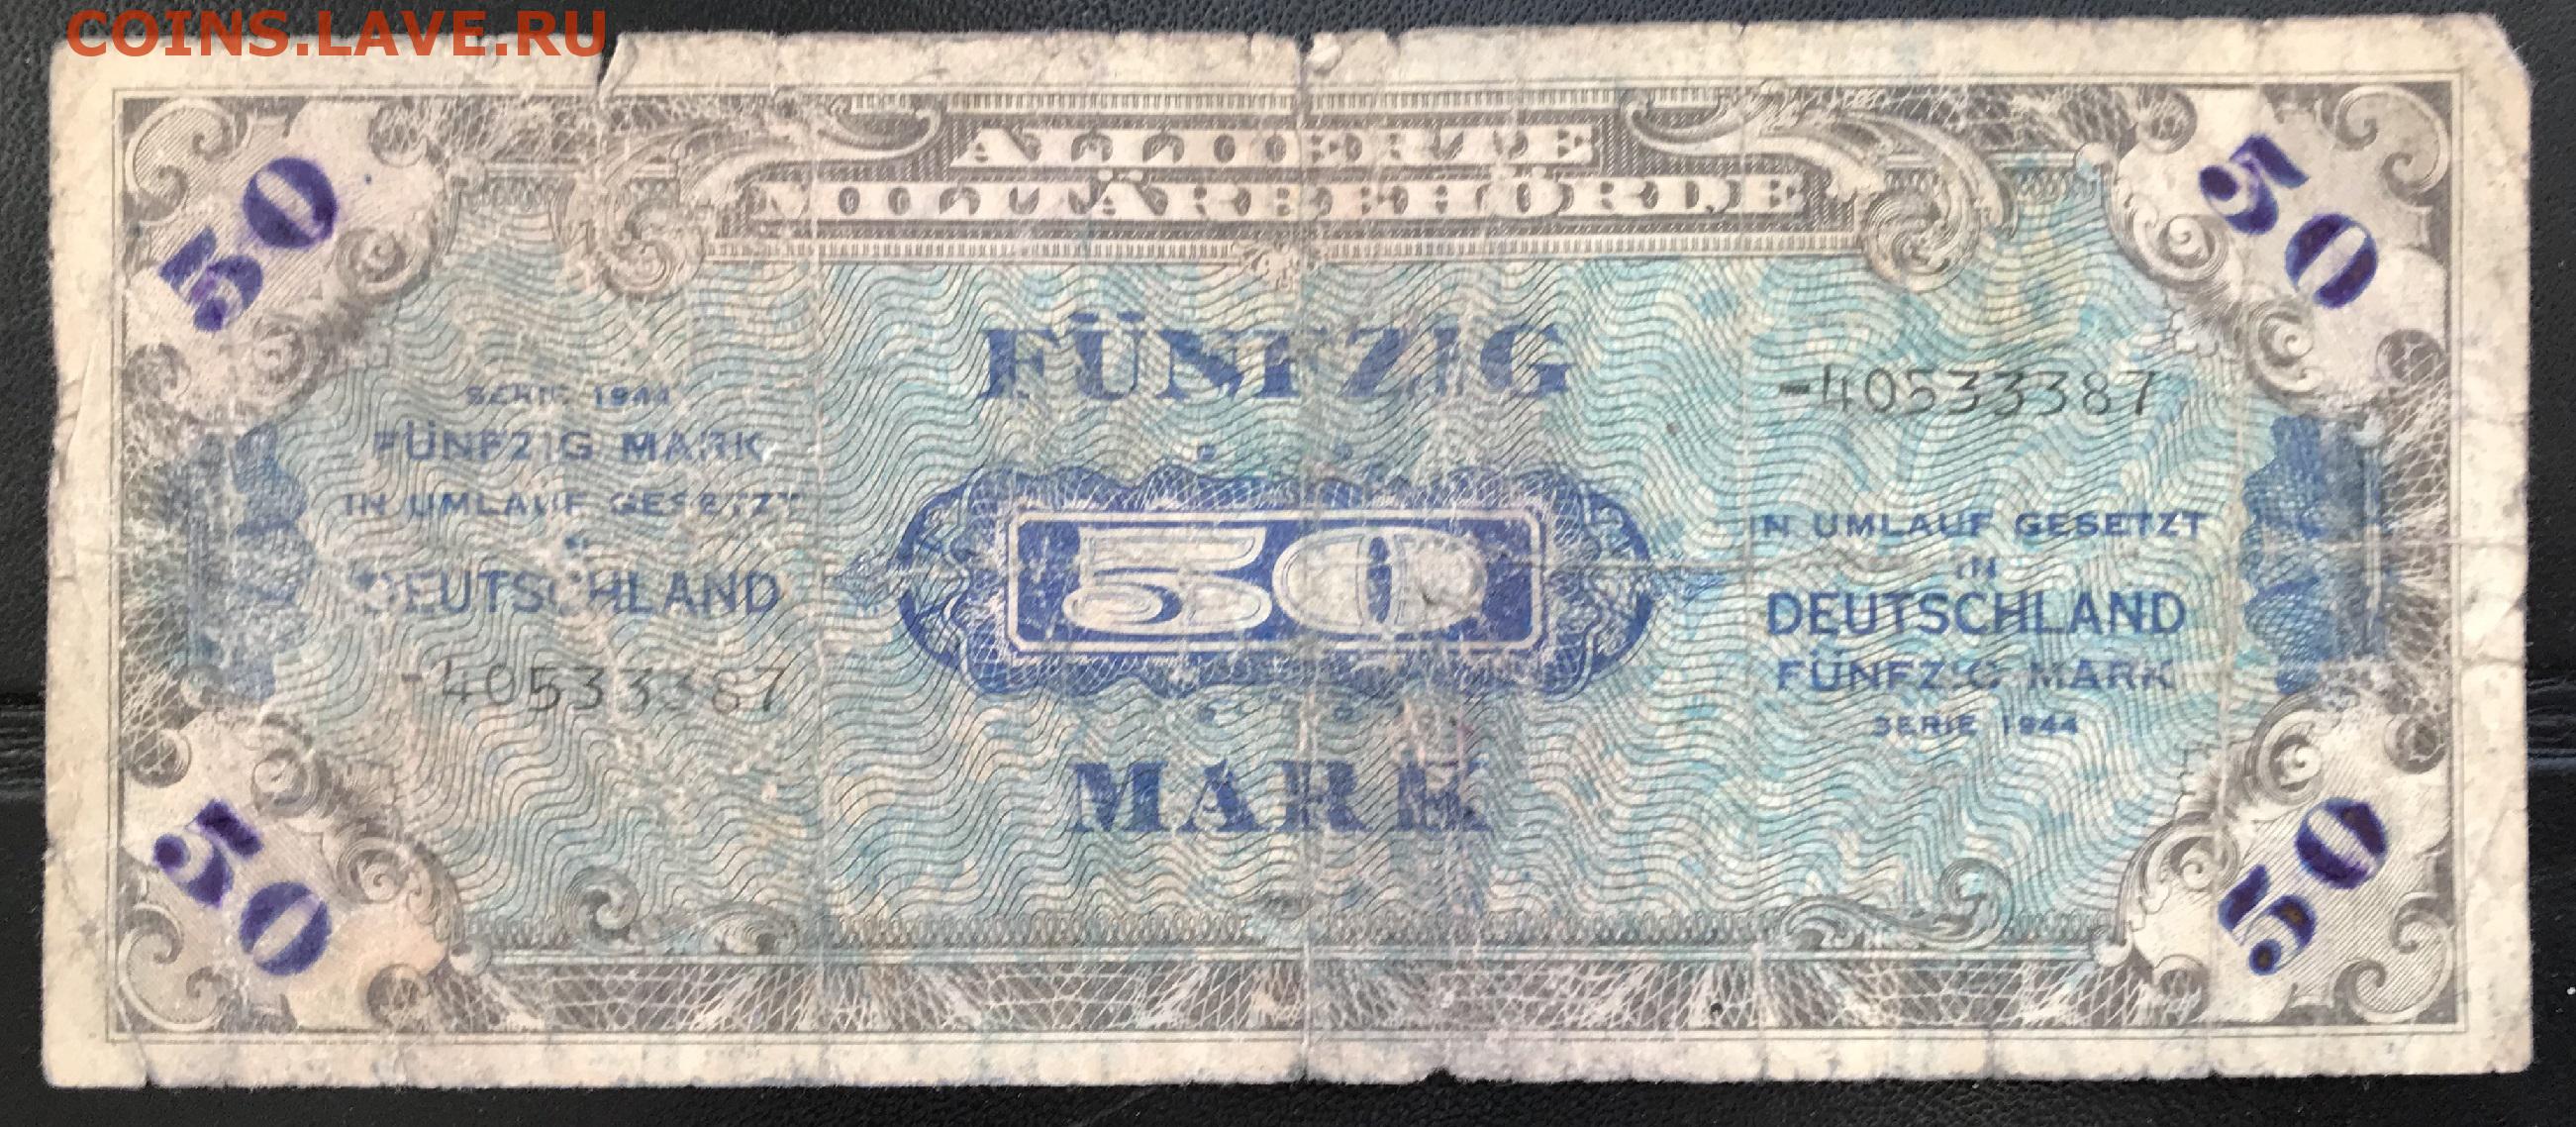 COINS.LAVE.RU
50
50
ALLIIERTE
MILITÄRBEHÖRDE
FÜNFZIG
-40533387
SERIE 1944
FÜNFZIG MARK
IN UMLAUF GESETZT
DEUTSCHLAND
-40533387
50
IN UMLAUF GESETZT
IN
DEUTSCHLAND
FÜNFZIG MARK
SERIE 1944
MARK
50
50